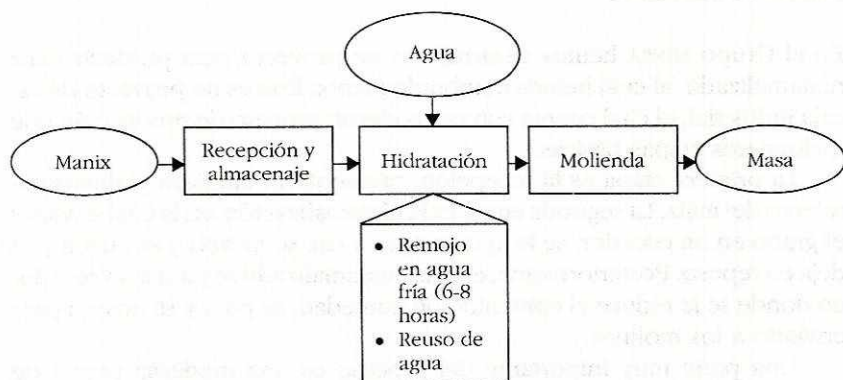 Agua
Manix
Recepción y
almacenaje
Hidratación
Molienda
Masa
• Remojo
en agua
fría (6-8
horas)
• Reuso de
agua